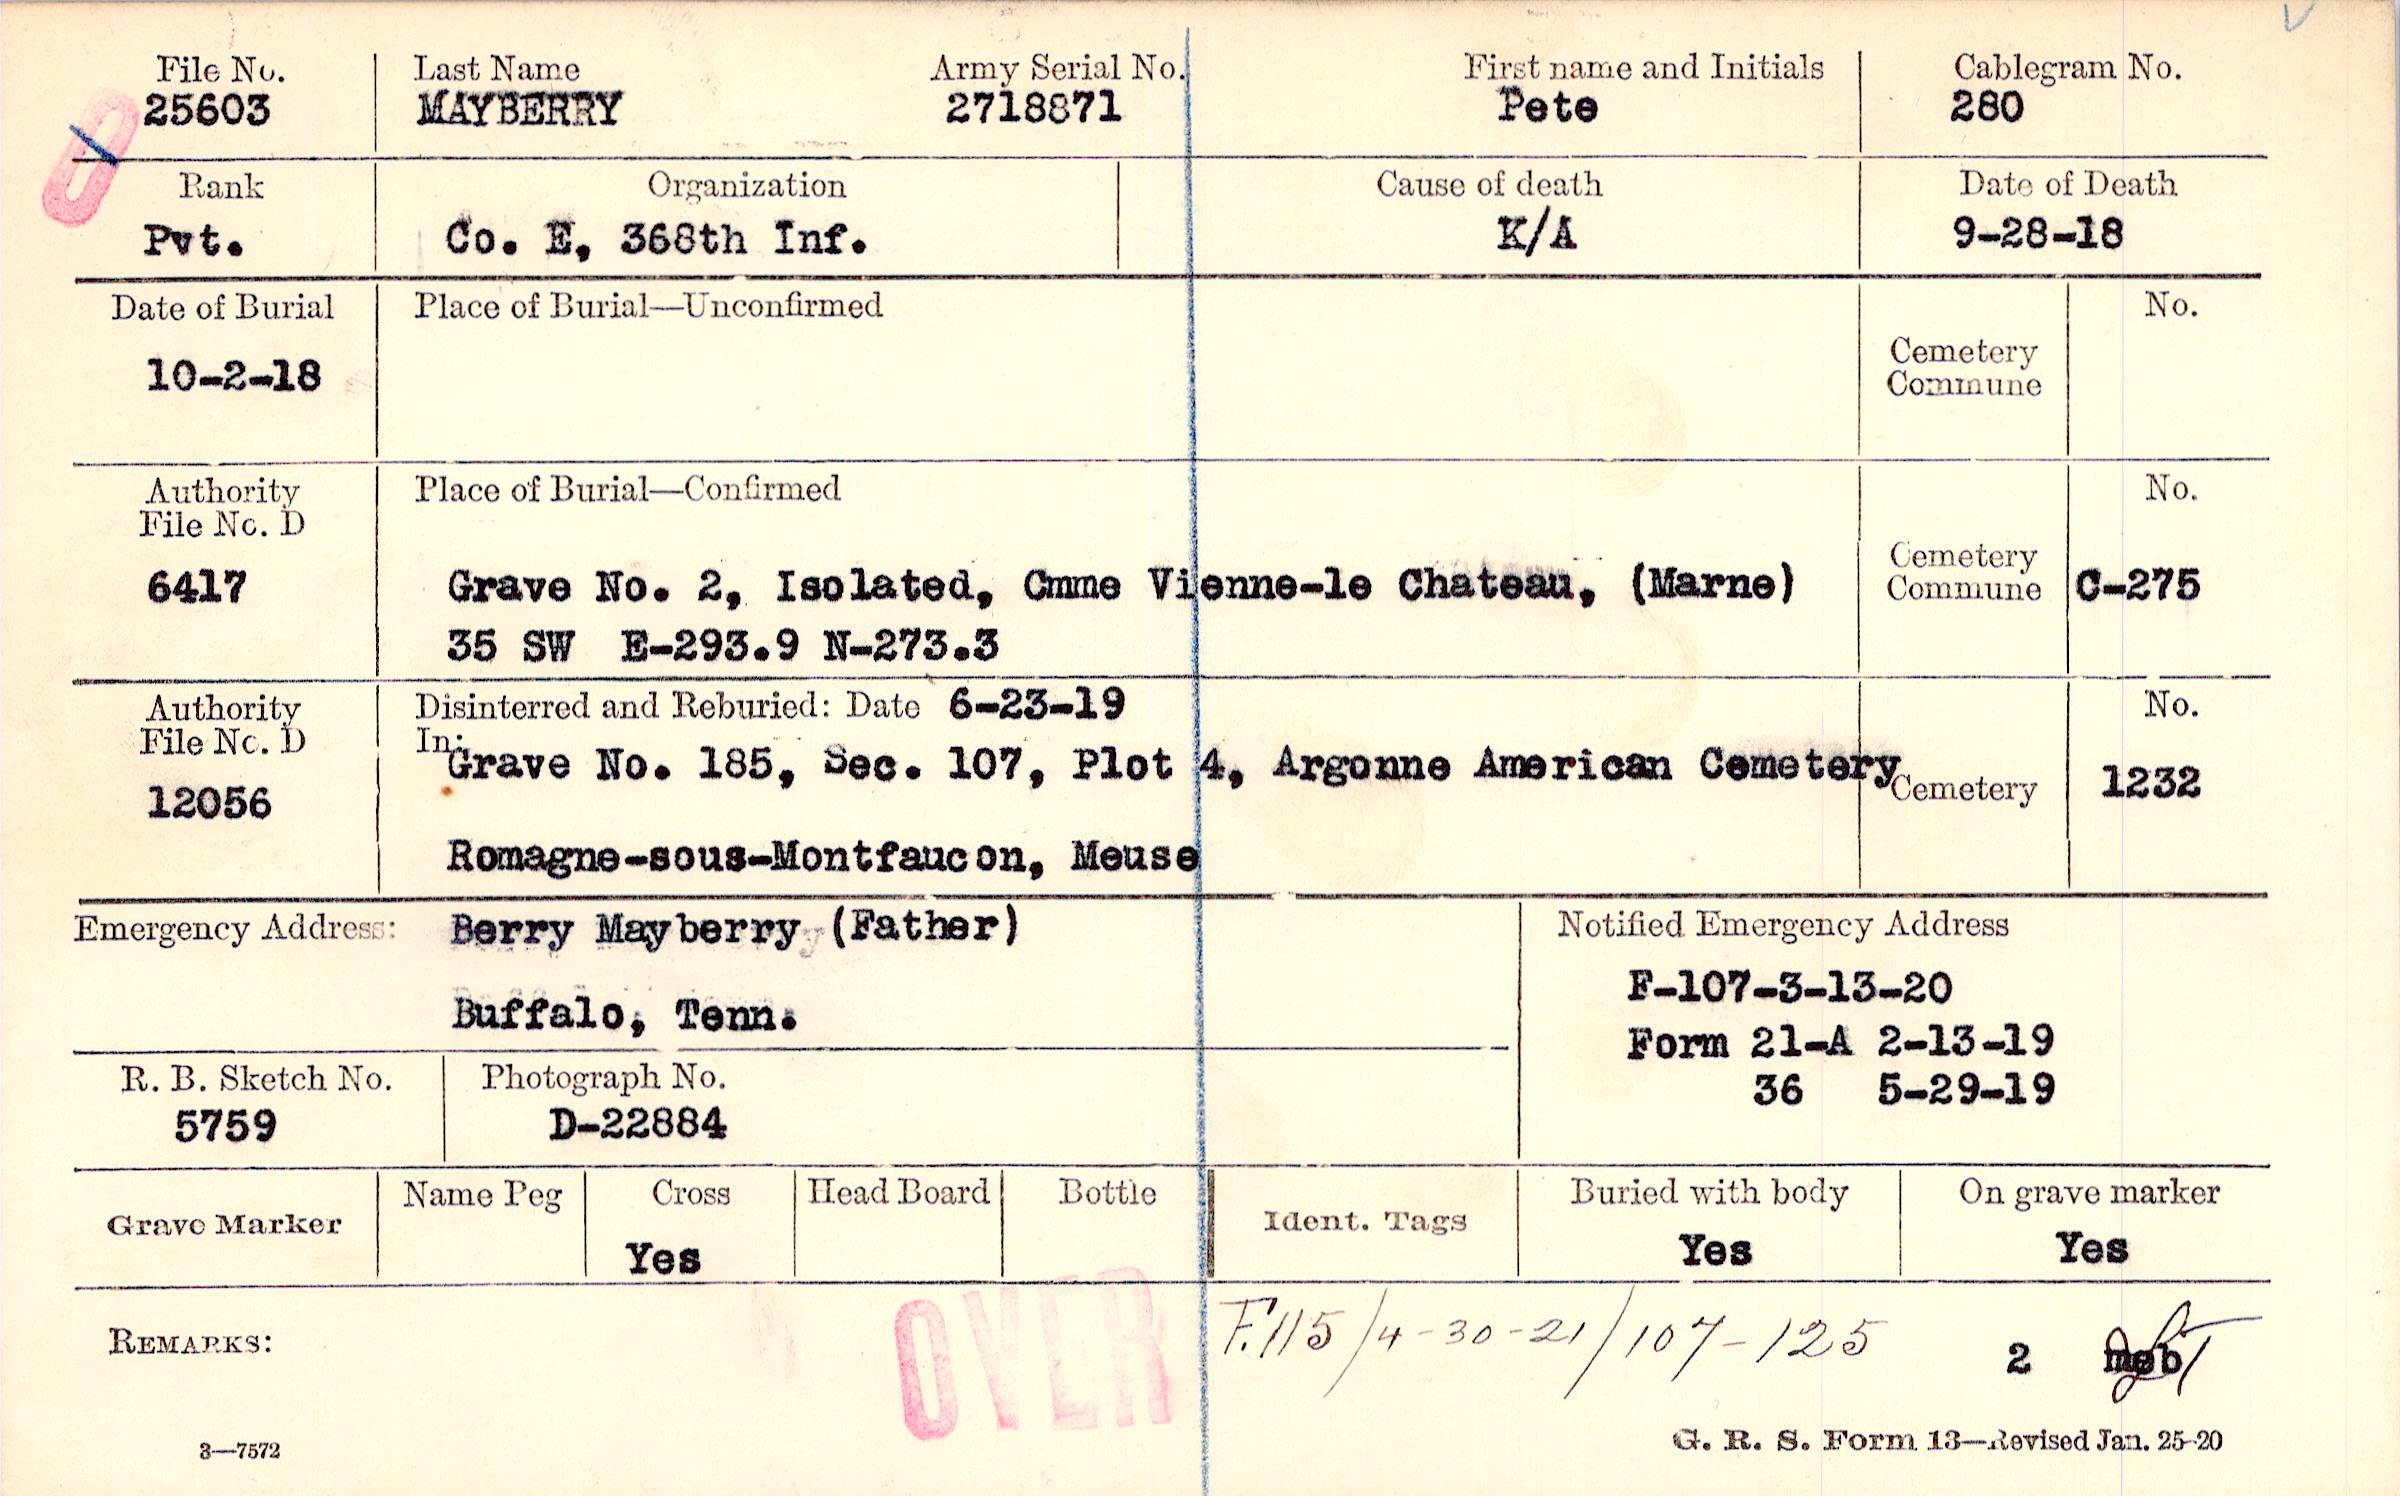 File No. Last Name Army Serial No. First name and Initials Cablegram No.
25603 MAYBERRY 2718871 Pete 280
Rank Organization Cause of death Date of Death
Pvt. Co. E, 368th Inf. K/A 9-28-18
Date of Burial Place of Burial—Unconfirmed No.
10-2-18
Cemetery
Commune
Authority Place of Burial—Confirmed No.
File No. D
6417 Grave No. 2, Isolated, Cmme Vienne-le Chateau, (Marne) Cemetery
Commune C-275
35 SW E-293.9 N-273.3
Authority Disinterred and Reburied: Date 6-23-19 No.
File No. D In:
Grave No. 185, Sec. 107, Plot 4, Argonne American Cemetery
12056 Cemetery 1232
Romagne-sous-Montfaucon, Meuse
Emergency Address: Berry Mayberry (Father) Notified Emergency Address
F-107-3-13-20
Buffalo, Tenn.
Form 21-A 2-13-19
R. B. Sketch No. Photograph No. 36 5-29-19
5759 D-22884
Grave Marker Name Peg Cross Head Board Bottle Ident. Tags Buried with body On grave marker
Yes Yes Yes
OVER
REMARKS: F.115/4-30-21/107-125 2 meb
3—7572 G. R. S. Form 13—Revised Jan. 25-20